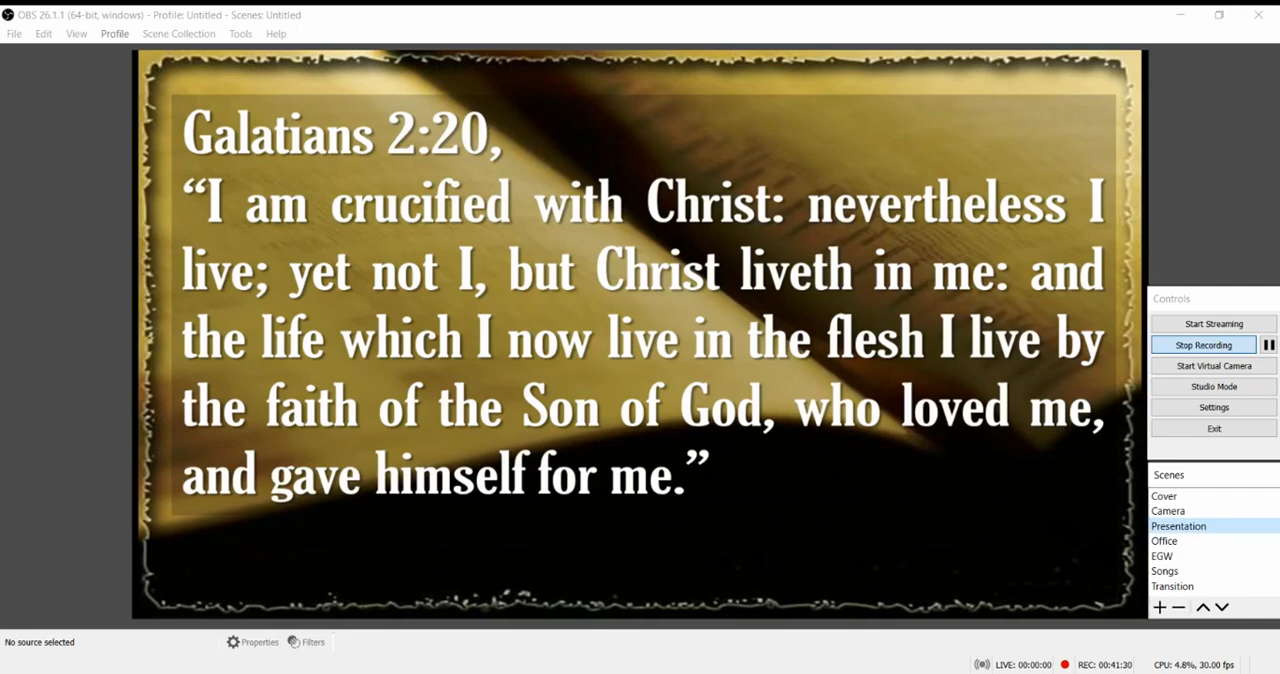 OBS 26.1.1 (64-bit, windows) - Profile: Untitled - Scenes: Untitled
File Edit View Profile Scene Collection Tools Help
Galatians 2:20,
“I am crucified with Christ: nevertheless I
live; yet not I, but Christ liveth in me: and
the life which I now live in the flesh I live by
the faith of the Son of God, who loved me,
and gave himself for me.”
Controls
Start Streaming
Stop Recording
Start Virtual Camera
Studio Mode
Settings
Exit
Scenes
Cover
Camera
Presentation
Office
EGW
Songs
Transition
No source selected Properties Filters
LIVE: 00:00:00 REC: 00:41:30 CPU: 4.8%, 30.00 fps